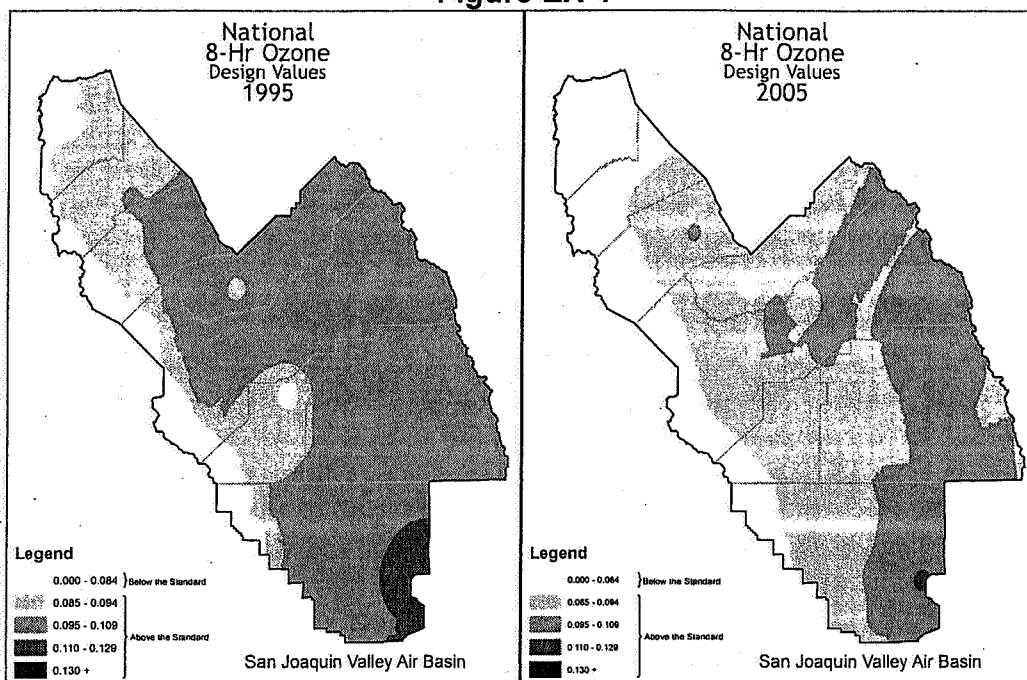 National
8-Hr Ozone
Design Values
1995
Legend
0.000 - 0.084
Below the Standard
0.085 - 0.094
0.095 - 0.109
0.110 - 0.129
0.130 +
Above the Standard
San Joaquin Valley Air Basin
National
8-Hr Ozone
Design Values
2005
Legend
0.000 - 0.084
Below the Standard
0.085 - 0.094
0.095 - 0.109
0.110 - 0.129
0.130 +
Above the Standard
San Joaquin Valley Air Basin